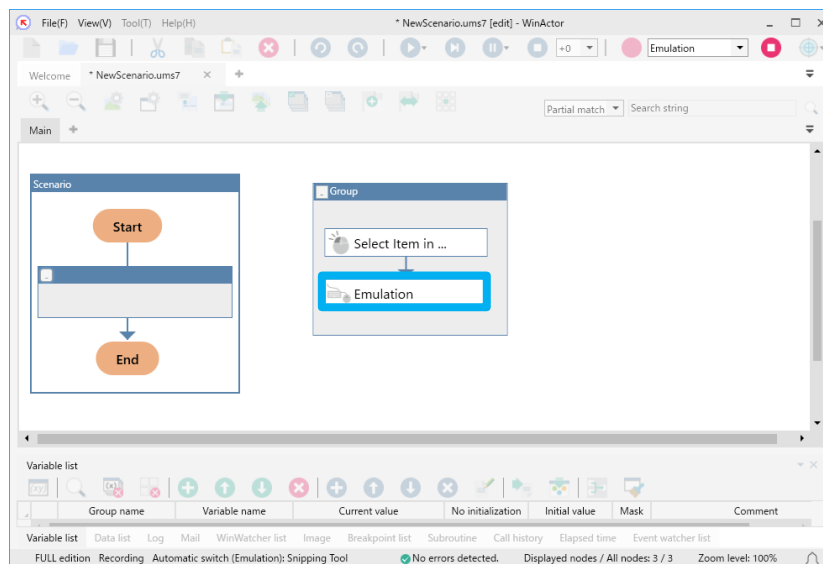 File(F) View(V) Tool(T) Help(H) * NewScenario.ums7 [edit] - WinActor
+0 Emulation
Welcome * NewScenario.ums7
Partial match Search string
Main
Scenario
Group
Start
Select Item in ...
Emulation
End
Variable list
Group name Variable name Current value No initialization Initial value Mask Comment
Variable list Data list Log Mail WinWatcher list Image Breakpoint list Subroutine Call history Elapsed time Event watcher list
FULL edition Recording Automatic switch (Emulation): Snipping Tool No errors detected. Displayed nodes / All nodes: 3 / 3 Zoom level: 100%